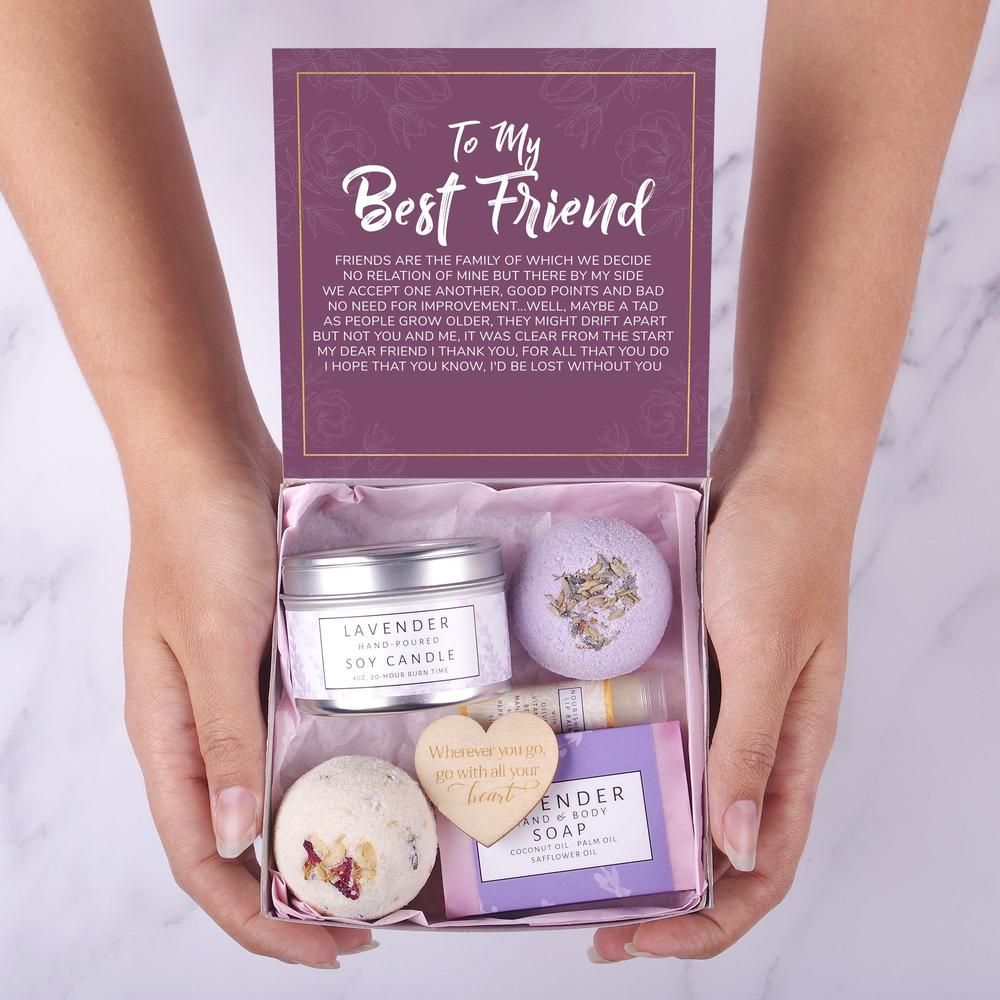 To My
Best Friend
FRIENDS ARE THE FAMILY OF WHICH WE DECIDE
NO RELATION OF MINE BUT THERE BY MY SIDE
WE ACCEPT ONE ANOTHER, GOOD POINTS AND BAD
NO NEED FOR IMPROVEMENT...WELL, MAYBE A TAD
AS PEOPLE GROW OLDER, THEY MIGHT DRIFT APART
BUT NOT YOU AND ME, IT WAS CLEAR FROM THE START
MY DEAR FRIEND I THANK YOU, FOR ALL THAT YOU DO
I HOPE THAT YOU KNOW, I'D BE LOST WITHOUT YOU
LAVENDER
HAND-POURED
SOY CANDLE
4OZ, 20-HOUR BURN TIME
LIP
WITH
Wherever you go,
go with all your
heart
ENDER
& BODY
SOAP
COCONUT OIL · PALM OIL
SAFFLOWER OIL